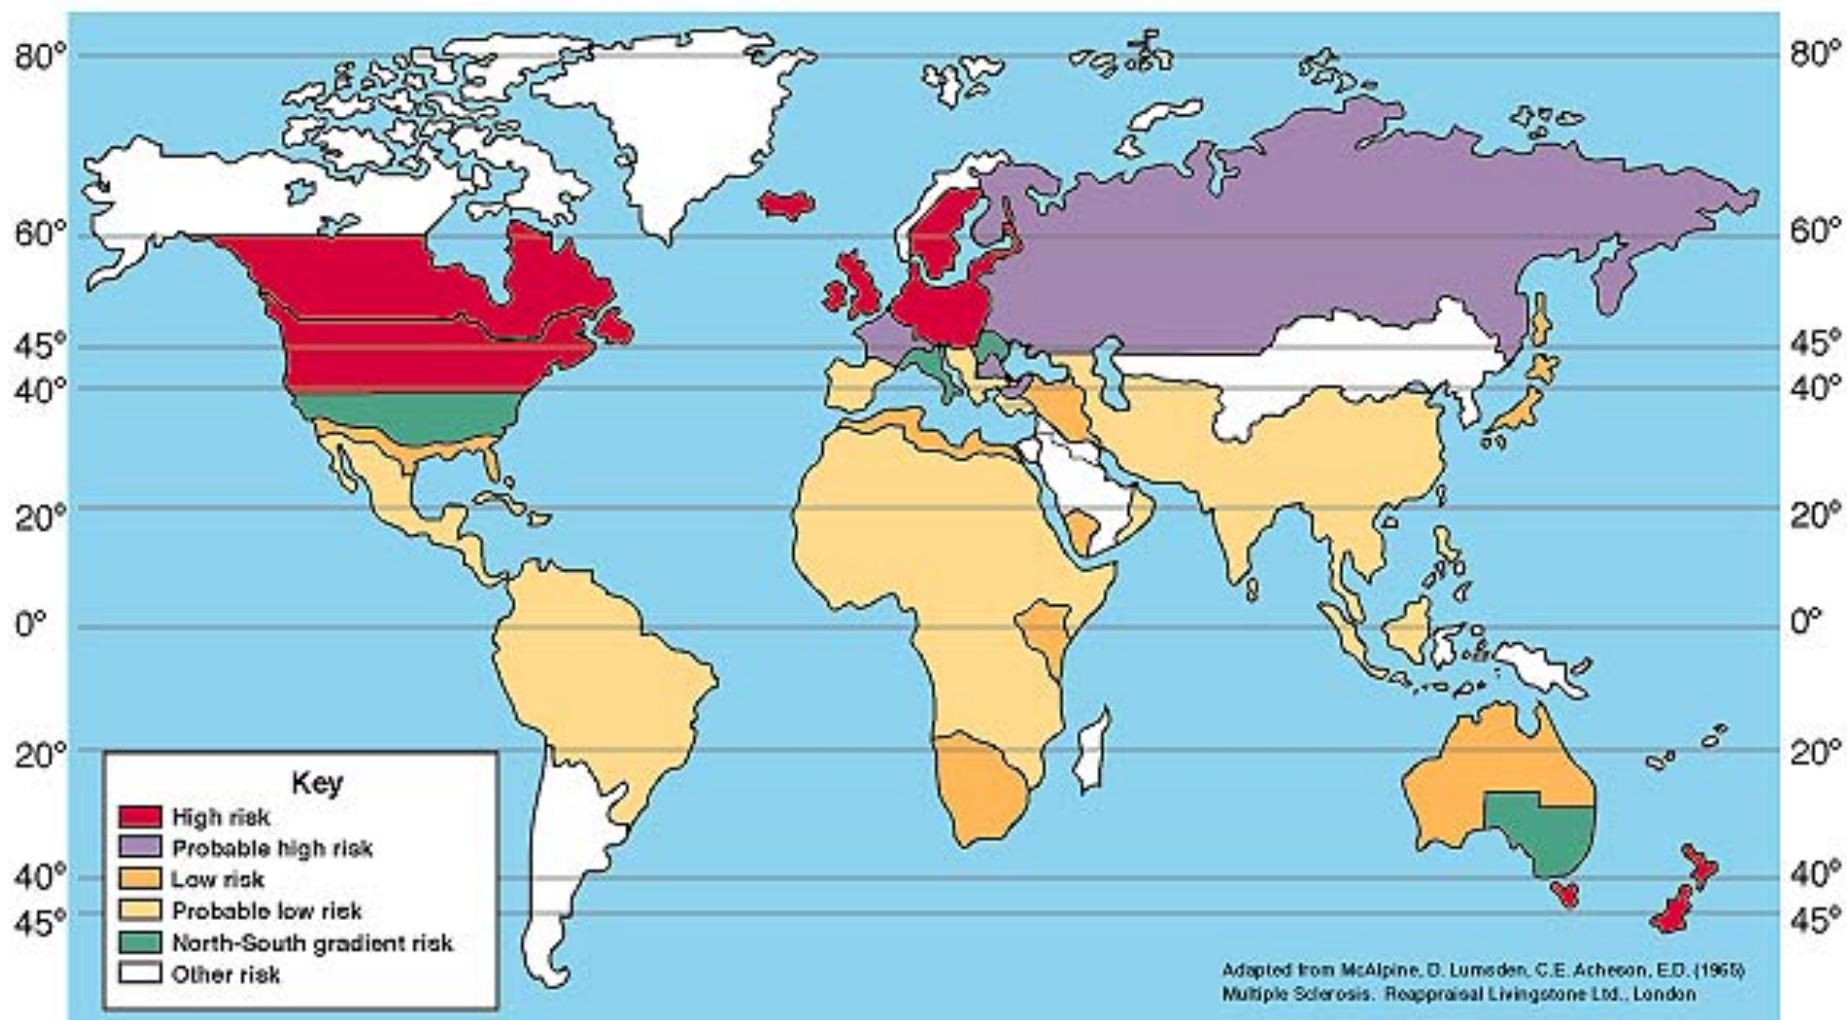 80°
80°
60°
60°
45°
45°
40°
40°
20°
20°
0°
0°
20°
20°
40°
40°
45°
45°
Key
High risk
Probable high risk
Low risk
Probable low risk
North-South gradient risk
Other risk
Adapted from McAlpine, D. Lumsden, C.E. Acheson, E.D. (1965)
Multiple Sclerosis. Reappraisal Livingstone Ltd., London